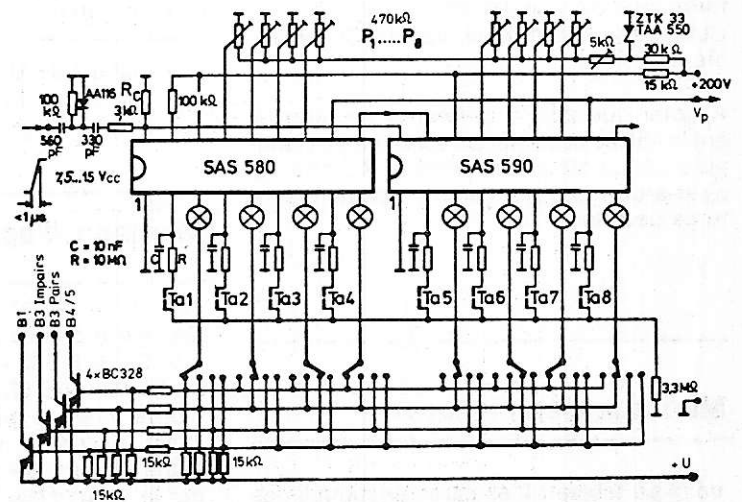 470kΩ
P1.....P8
ZTK 33
TAA 550
5kΩ
30kΩ
15kΩ
+200V
Vp
100
kΩ
AA116
RC
3kΩ
100kΩ
560
pF
330
pF
7,5...15 Vcc
<1μs
SAS 580
SAS 590
1
1
C = 10nF
R = 10MΩ
C
R
Ta1
Ta2
Ta3
Ta4
Ta5
Ta6
Ta7
Ta8
B1
B3 Impairs
B3 Pairs
B4/5
4×BC328
3,3MΩ
15kΩ
15kΩ
+U